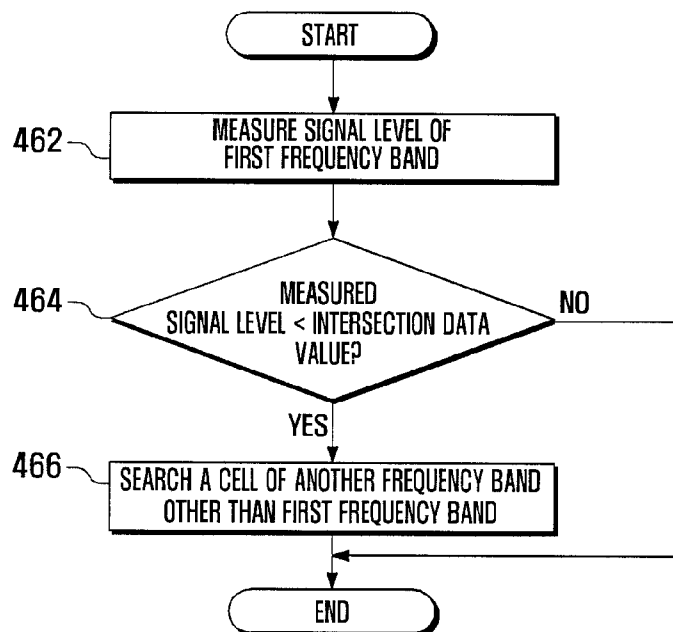 START
462
MEASURE SIGNAL LEVEL OF
FIRST FREQUENCY BAND
464
MEASURED
SIGNAL LEVEL < INTERSECTION DATA
VALUE?
NO
YES
466
SEARCH A CELL OF ANOTHER FREQUENCY BAND
OTHER THAN FIRST FREQUENCY BAND
END